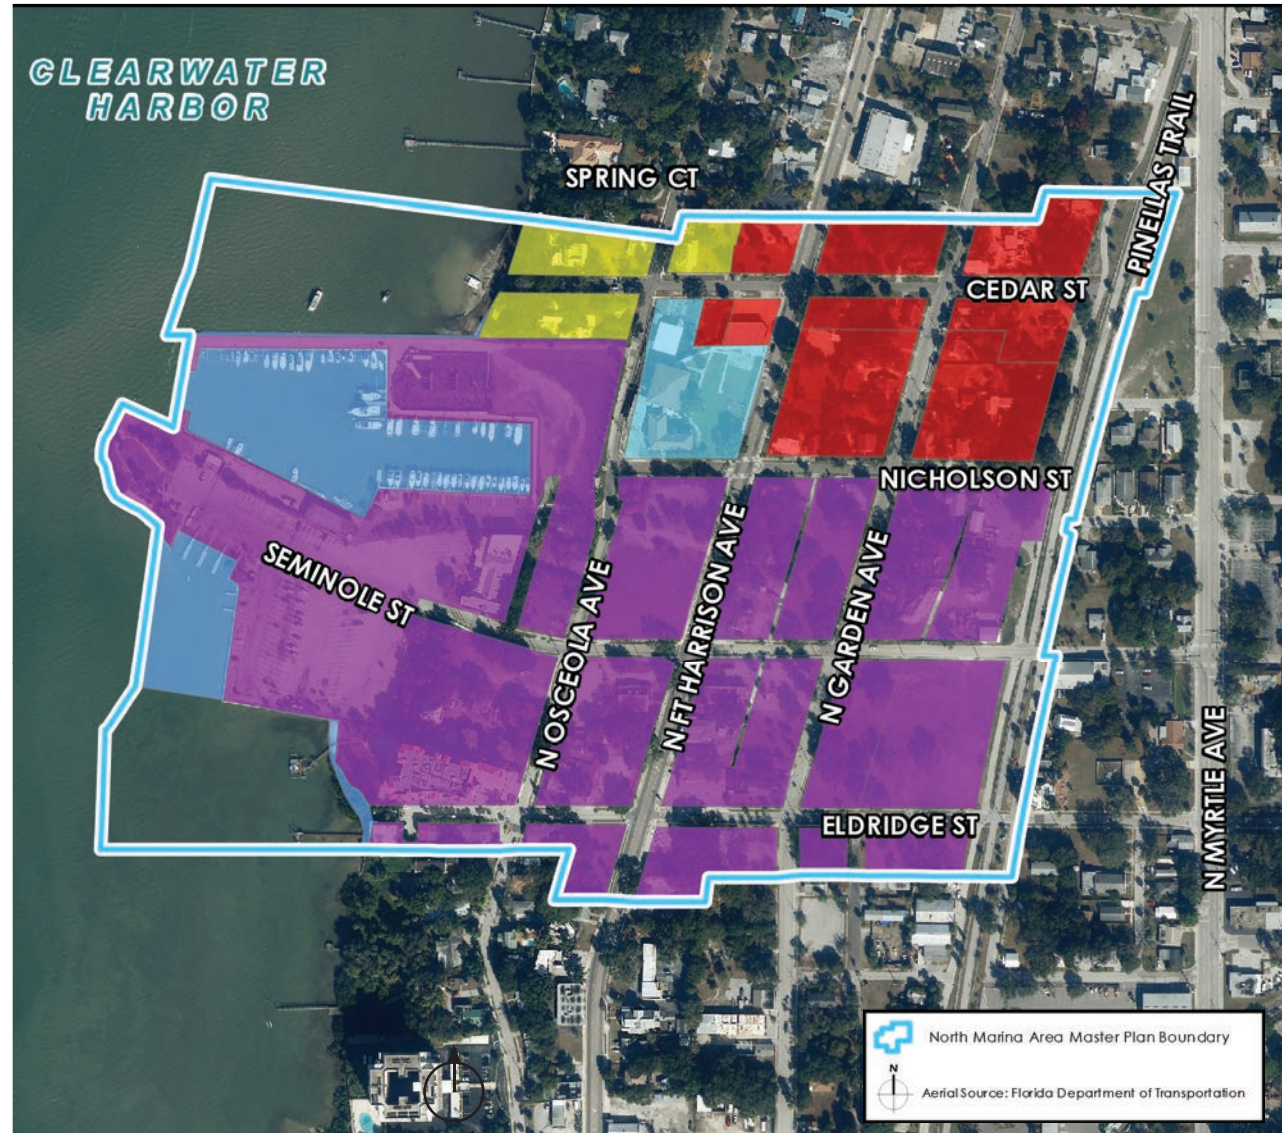 CLEARWATER
HARBOR
SPRING CT
PINELLAS TRAIL
CEDAR ST
NICHOLSON ST
SEMINOLE ST
N OSCEOLA AVE
N FT HARRISON AVE
N GARDEN AVE
ELDRIDGE ST
N MYRTLE AVE
North Marina Area Master Plan Boundary
N
Aerial Source: Florida Department of Transportation